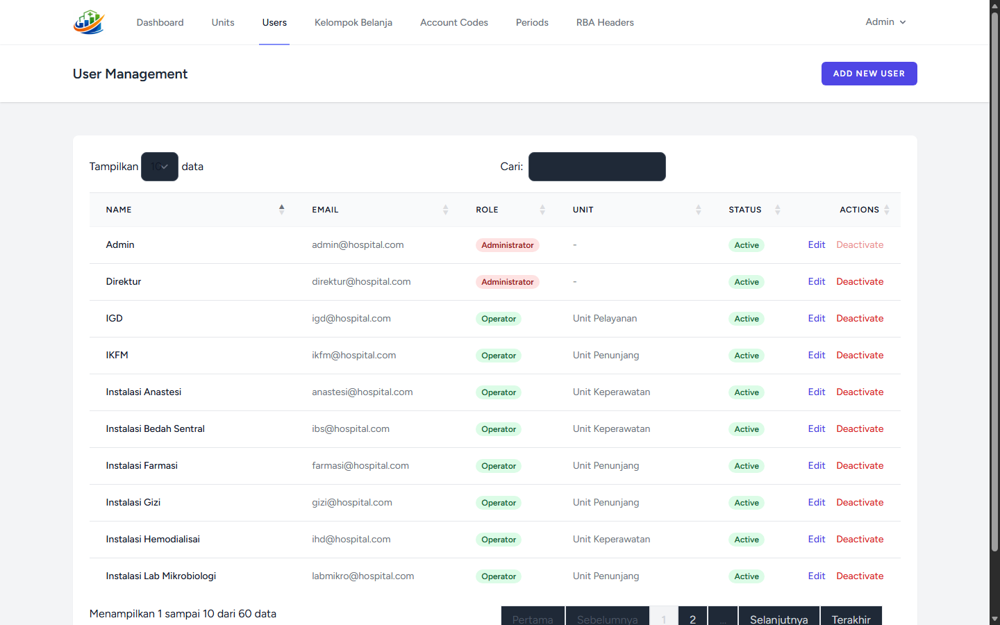 Dashboard Units Users Kelompok Belanja Account Codes Periods RBA Headers Admin
User Management ADD NEW USER
Tampilkan 10 data Cari:
NAME EMAIL ROLE UNIT STATUS ACTIONS
Admin admin@hospital.com Administrator - Active Edit Deactivate
Direktur direktur@hospital.com Administrator - Active Edit Deactivate
IGD igd@hospital.com Operator Unit Pelayanan Active Edit Deactivate
IKFM ikfm@hospital.com Operator Unit Penunjang Active Edit Deactivate
Instalasi Anastesi anastesi@hospital.com Operator Unit Keperawatan Active Edit Deactivate
Instalasi Bedah Sentral ibs@hospital.com Operator Unit Keperawatan Active Edit Deactivate
Instalasi Farmasi farmasi@hospital.com Operator Unit Penunjang Active Edit Deactivate
Instalasi Gizi gizi@hospital.com Operator Unit Penunjang Active Edit Deactivate
Instalasi Hemodialisai ihd@hospital.com Operator Unit Keperawatan Active Edit Deactivate
Instalasi Lab Mikrobiologi labmikro@hospital.com Operator Unit Penunjang Active Edit Deactivate
Menampilkan 1 sampai 10 dari 60 data Pertama Sebelumnya 1 2 ... Selanjutnya Terakhir